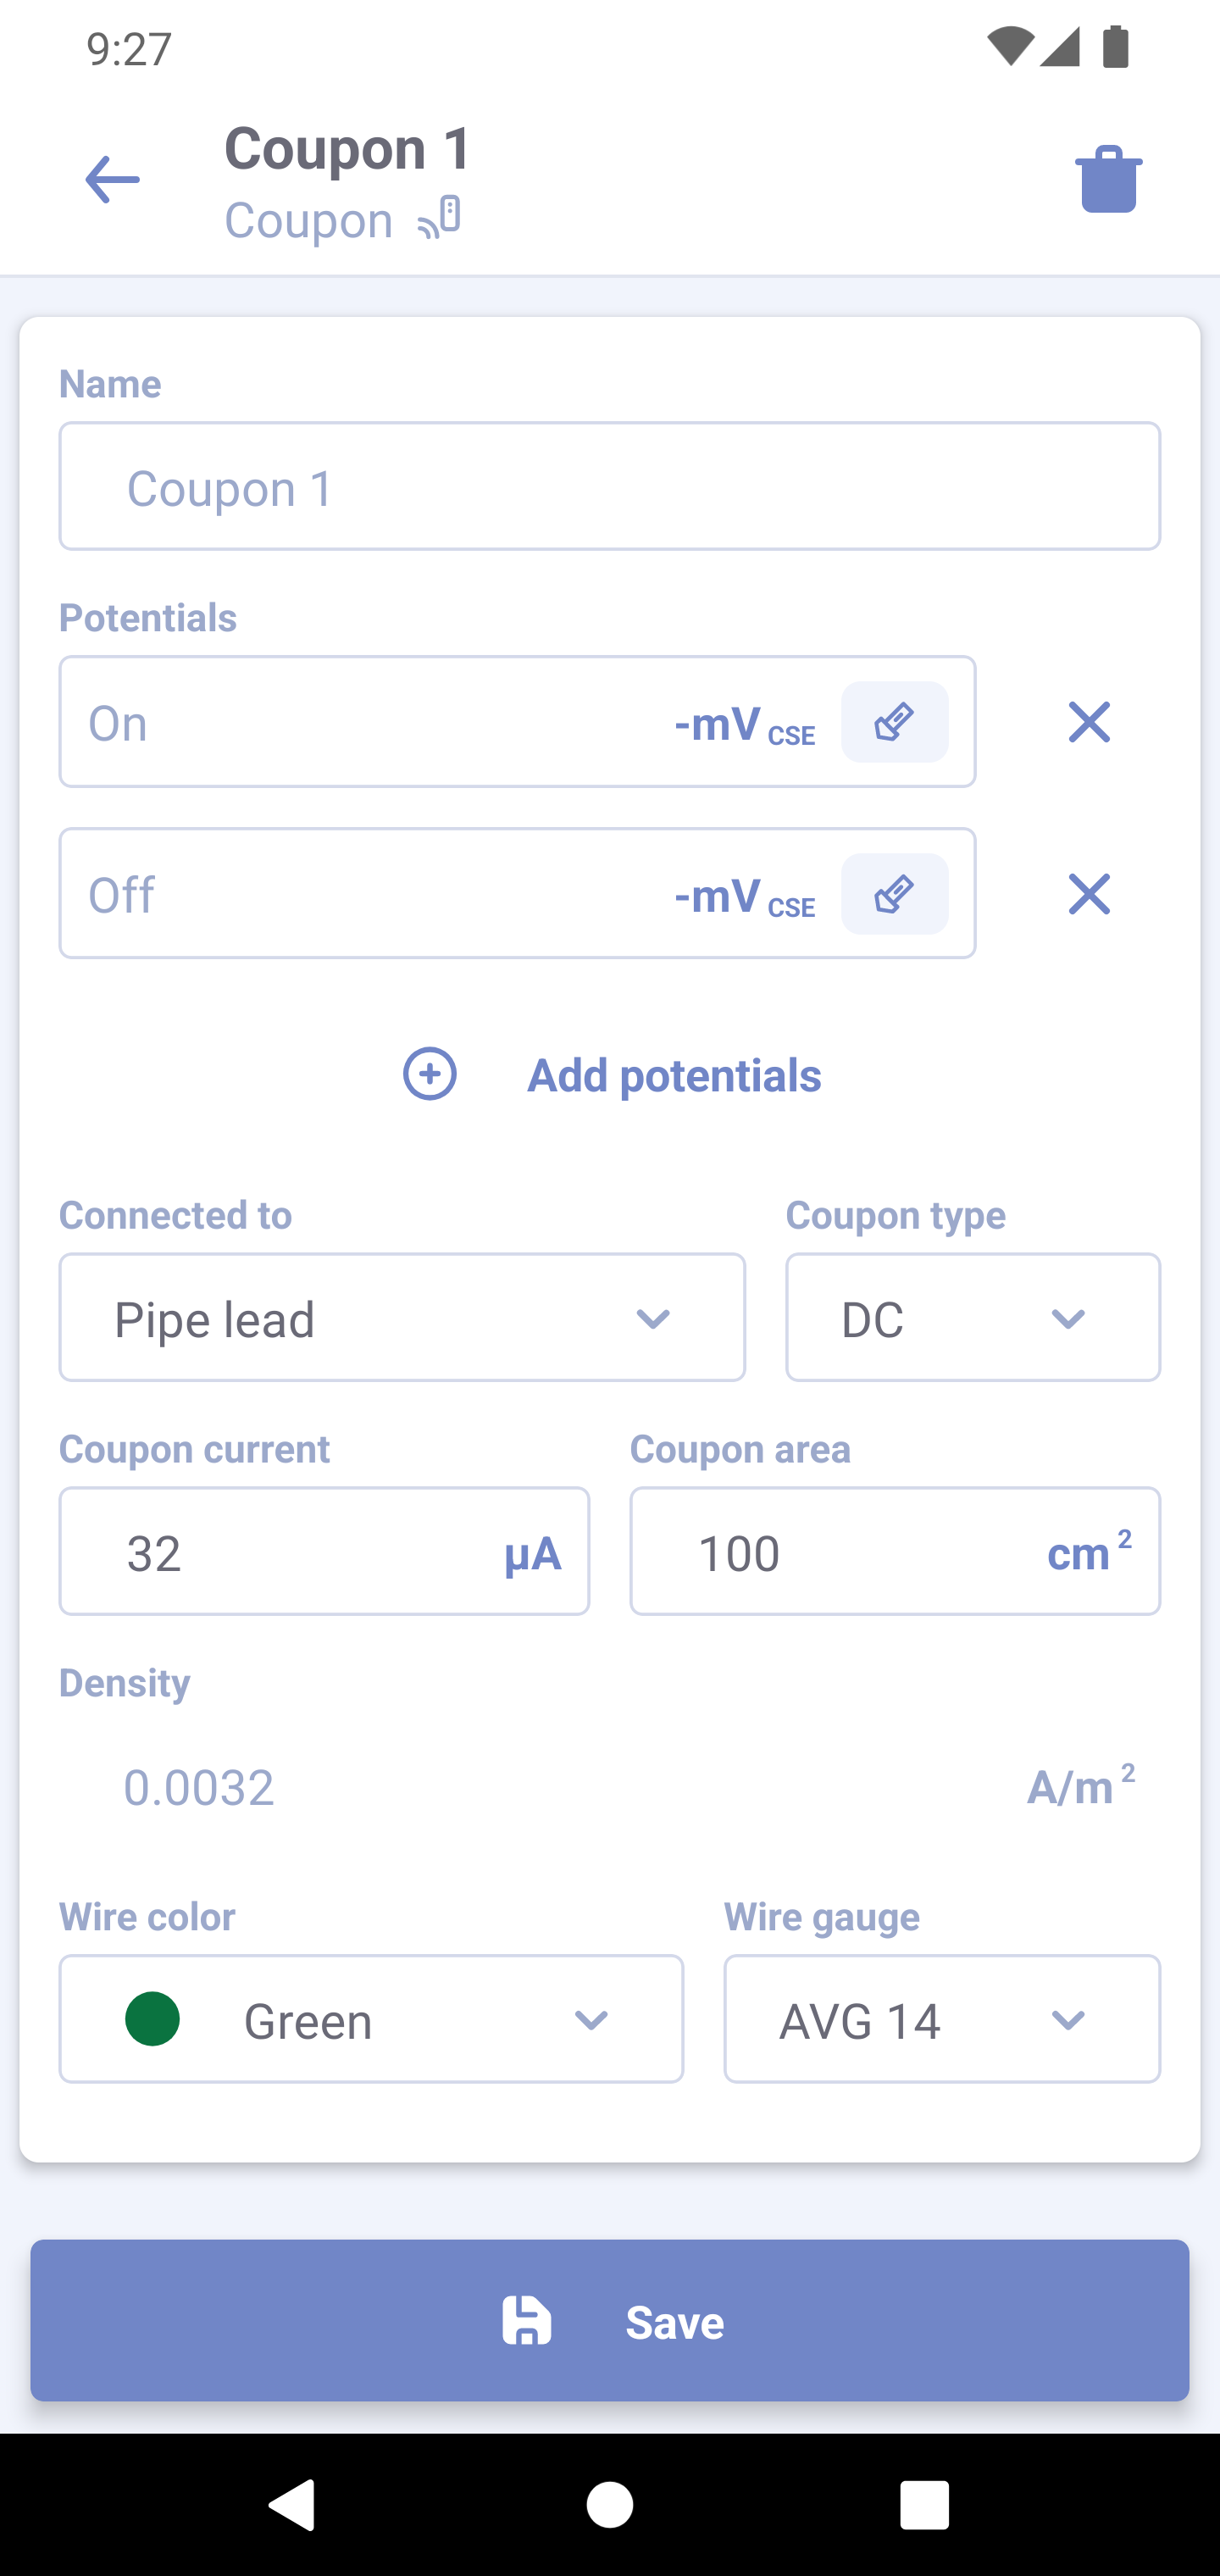 9:27
Coupon 1
Coupon
Name
Coupon 1
Potentials
On -mV CSE
Off -mV CSE
Add potentials
Connected to Coupon type
Pipe lead DC
Coupon current Coupon area
32 µA 100 cm 2
Density
0.0032 A/m 2
Wire color Wire gauge
Green AVG 14
Save